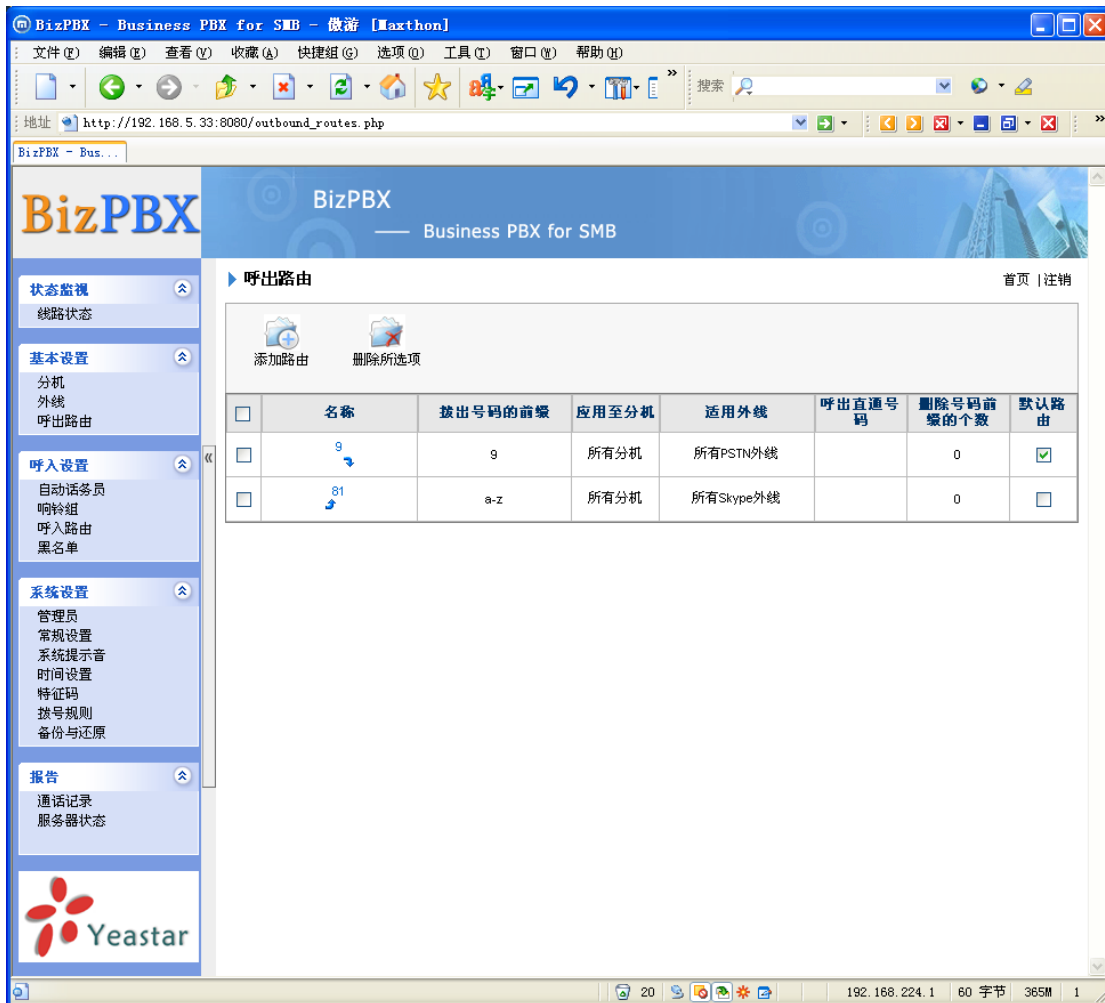 BizPBX - Business PBX for SMB - 傲游 [Maxthon]
文件(F) 编辑(E) 查看(V) 收藏(A) 快捷组(G) 选项(O) 工具(T) 窗口(W) 帮助(H)
搜索
地址 http://192.168.5.33:8080/outbound_routes.php
BizPBX - Bus...
BizPBX
BizPBX
—— Business PBX for SMB
呼出路由
首页 |注销
状态监视
线路状态
基本设置
分机
外线
呼出路由
呼入设置
自动话务员
响铃组
呼入路由
黑名单
系统设置
管理员
常规设置
系统提示音
时间设置
特征码
拨号规则
备份与还原
报告
通话记录
服务器状态
Yeastar
添加路由 删除所选项
名称 拨出号码的前缀 应用至分机 适用外线 呼出直通号码 删除号码前缀的个数 默认路由
9 9 所有分机 所有PSTN外线 0
81 a-z 所有分机 所有Skype外线 0
20 192.168.224.1 60 字节 365M 1